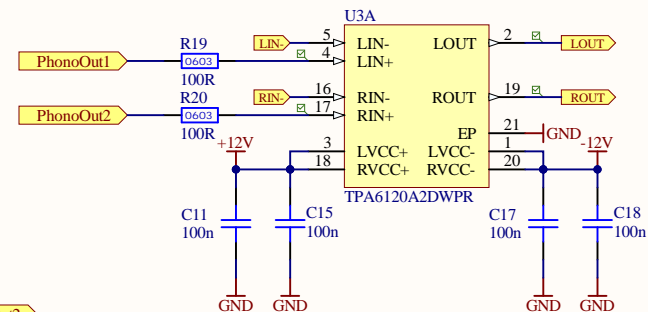 U3A
LIN- 5 LIN- LOUT 2 LOUT
PhonoOut1 R19 0603 100R 4 LIN+
RIN- 16 RIN- ROUT 19 ROUT
PhonoOut2 R20 0603 100R 17 RIN+
EP 21 GND
+12V 3 LVCC+ LVCC- 1 -12V
18 RVCC+ RVCC- 20
TPA6120A2DWPR
C11 C15 C17 C18
100n 100n 100n 100n
GND GND GND GND